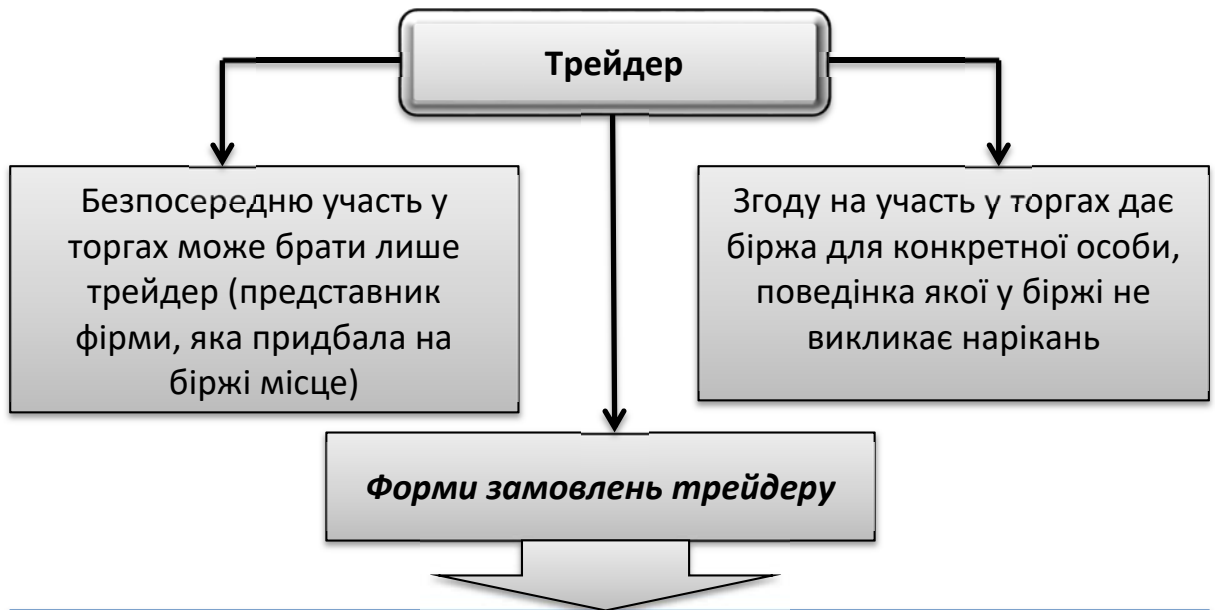 Трейдер
Безпосередню участь у
торгах може брати лише
трейдер (представник
фірми, яка придбала на
біржі місце)
Згоду на участь у торгах дає
біржа для конкретної особи,
поведінка якої у біржі не
викликає нарікань
Форми замовлень трейдеру